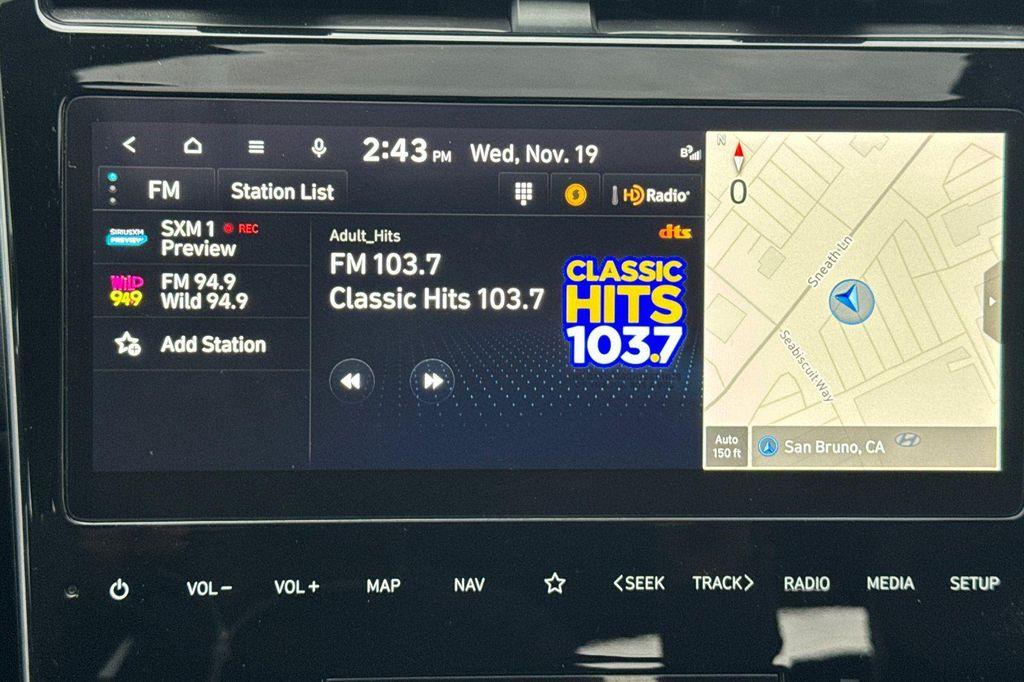 2:43 PM Wed, Nov. 19
FM
Station List
HD Radio
SIRIUSXM
PREVIEW
SXM 1 REC
Preview
WILD
949
FM 94.9
Wild 94.9
Add Station
Adult_Hits
FM 103.7
Classic Hits 103.7
dts
CLASSIC
HITS
103.7
N
0
Sneath Ln
Seabiscuit Way
Auto
150 ft
San Bruno, CA
VOL− VOL+ MAP NAV <SEEK TRACK> RADIO MEDIA SETUP